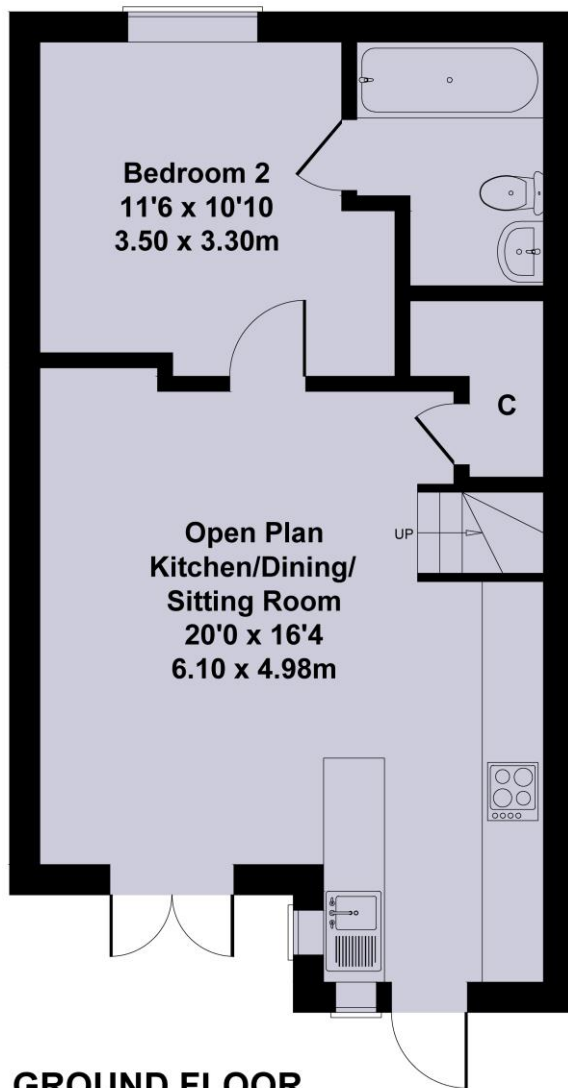 Bedroom 2
11'6 x 10'10
3.50 x 3.30m
C
UP
Open Plan
Kitchen/Dining/
Sitting Room
20'0 x 16'4
6.10 x 4.98m
GROUND FLOOR